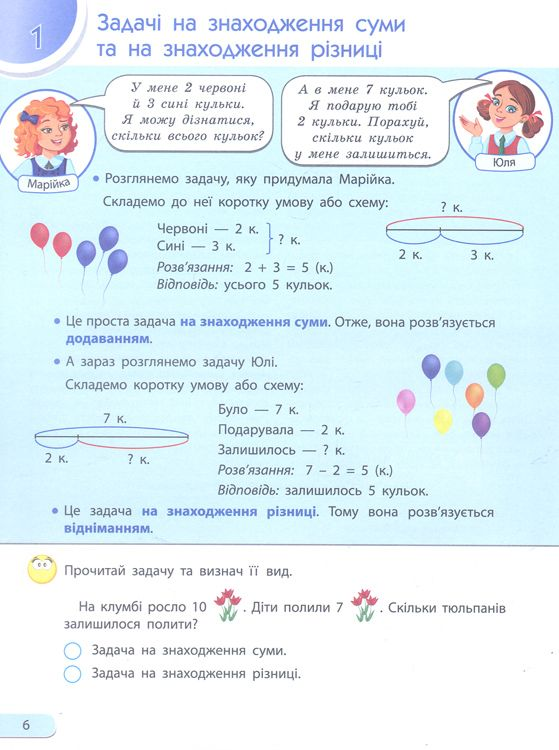 1
Задачі на знаходження суми
та на знаходження різниці
У мене 2 червоні
й 3 сині кульки.
Я можу дізнатися,
скільки всього кульок?
А в мене 7 кульок.
Я подарую тобі
2 кульки. Порахуй,
скільки кульок
у мене залишиться.
Марійка
Юля
• Розглянемо задачу, яку придумала Марійка.
Складемо до неї коротку умову або схему:
Червоні — 2 к.
Сині — 3 к.
? к.
Розв'язання: 2 + 3 = 5 (к.)
Відповідь: усього 5 кульок.
? к.
2 к. 3 к.
• Це проста задача на знаходження суми. Отже, вона розв'язується
додаванням.
• А зараз розглянемо задачу Юлі.
Складемо коротку умову або схему:
7 к.
2 к. ? к.
Було — 7 к.
Подарувала — 2 к.
Залишилось — ? к.
Розв'язання: 7 – 2 = 5 (к.)
Відповідь: залишилось 5 кульок.
• Це задача на знаходження різниці. Тому вона розв'язується
відніманням.
Прочитай задачу та визнач її вид.
На клумбі росло 10 . Діти полили 7 . Скільки тюльпанів
залишилося полити?
Задача на знаходження суми.
Задача на знаходження різниці.
6